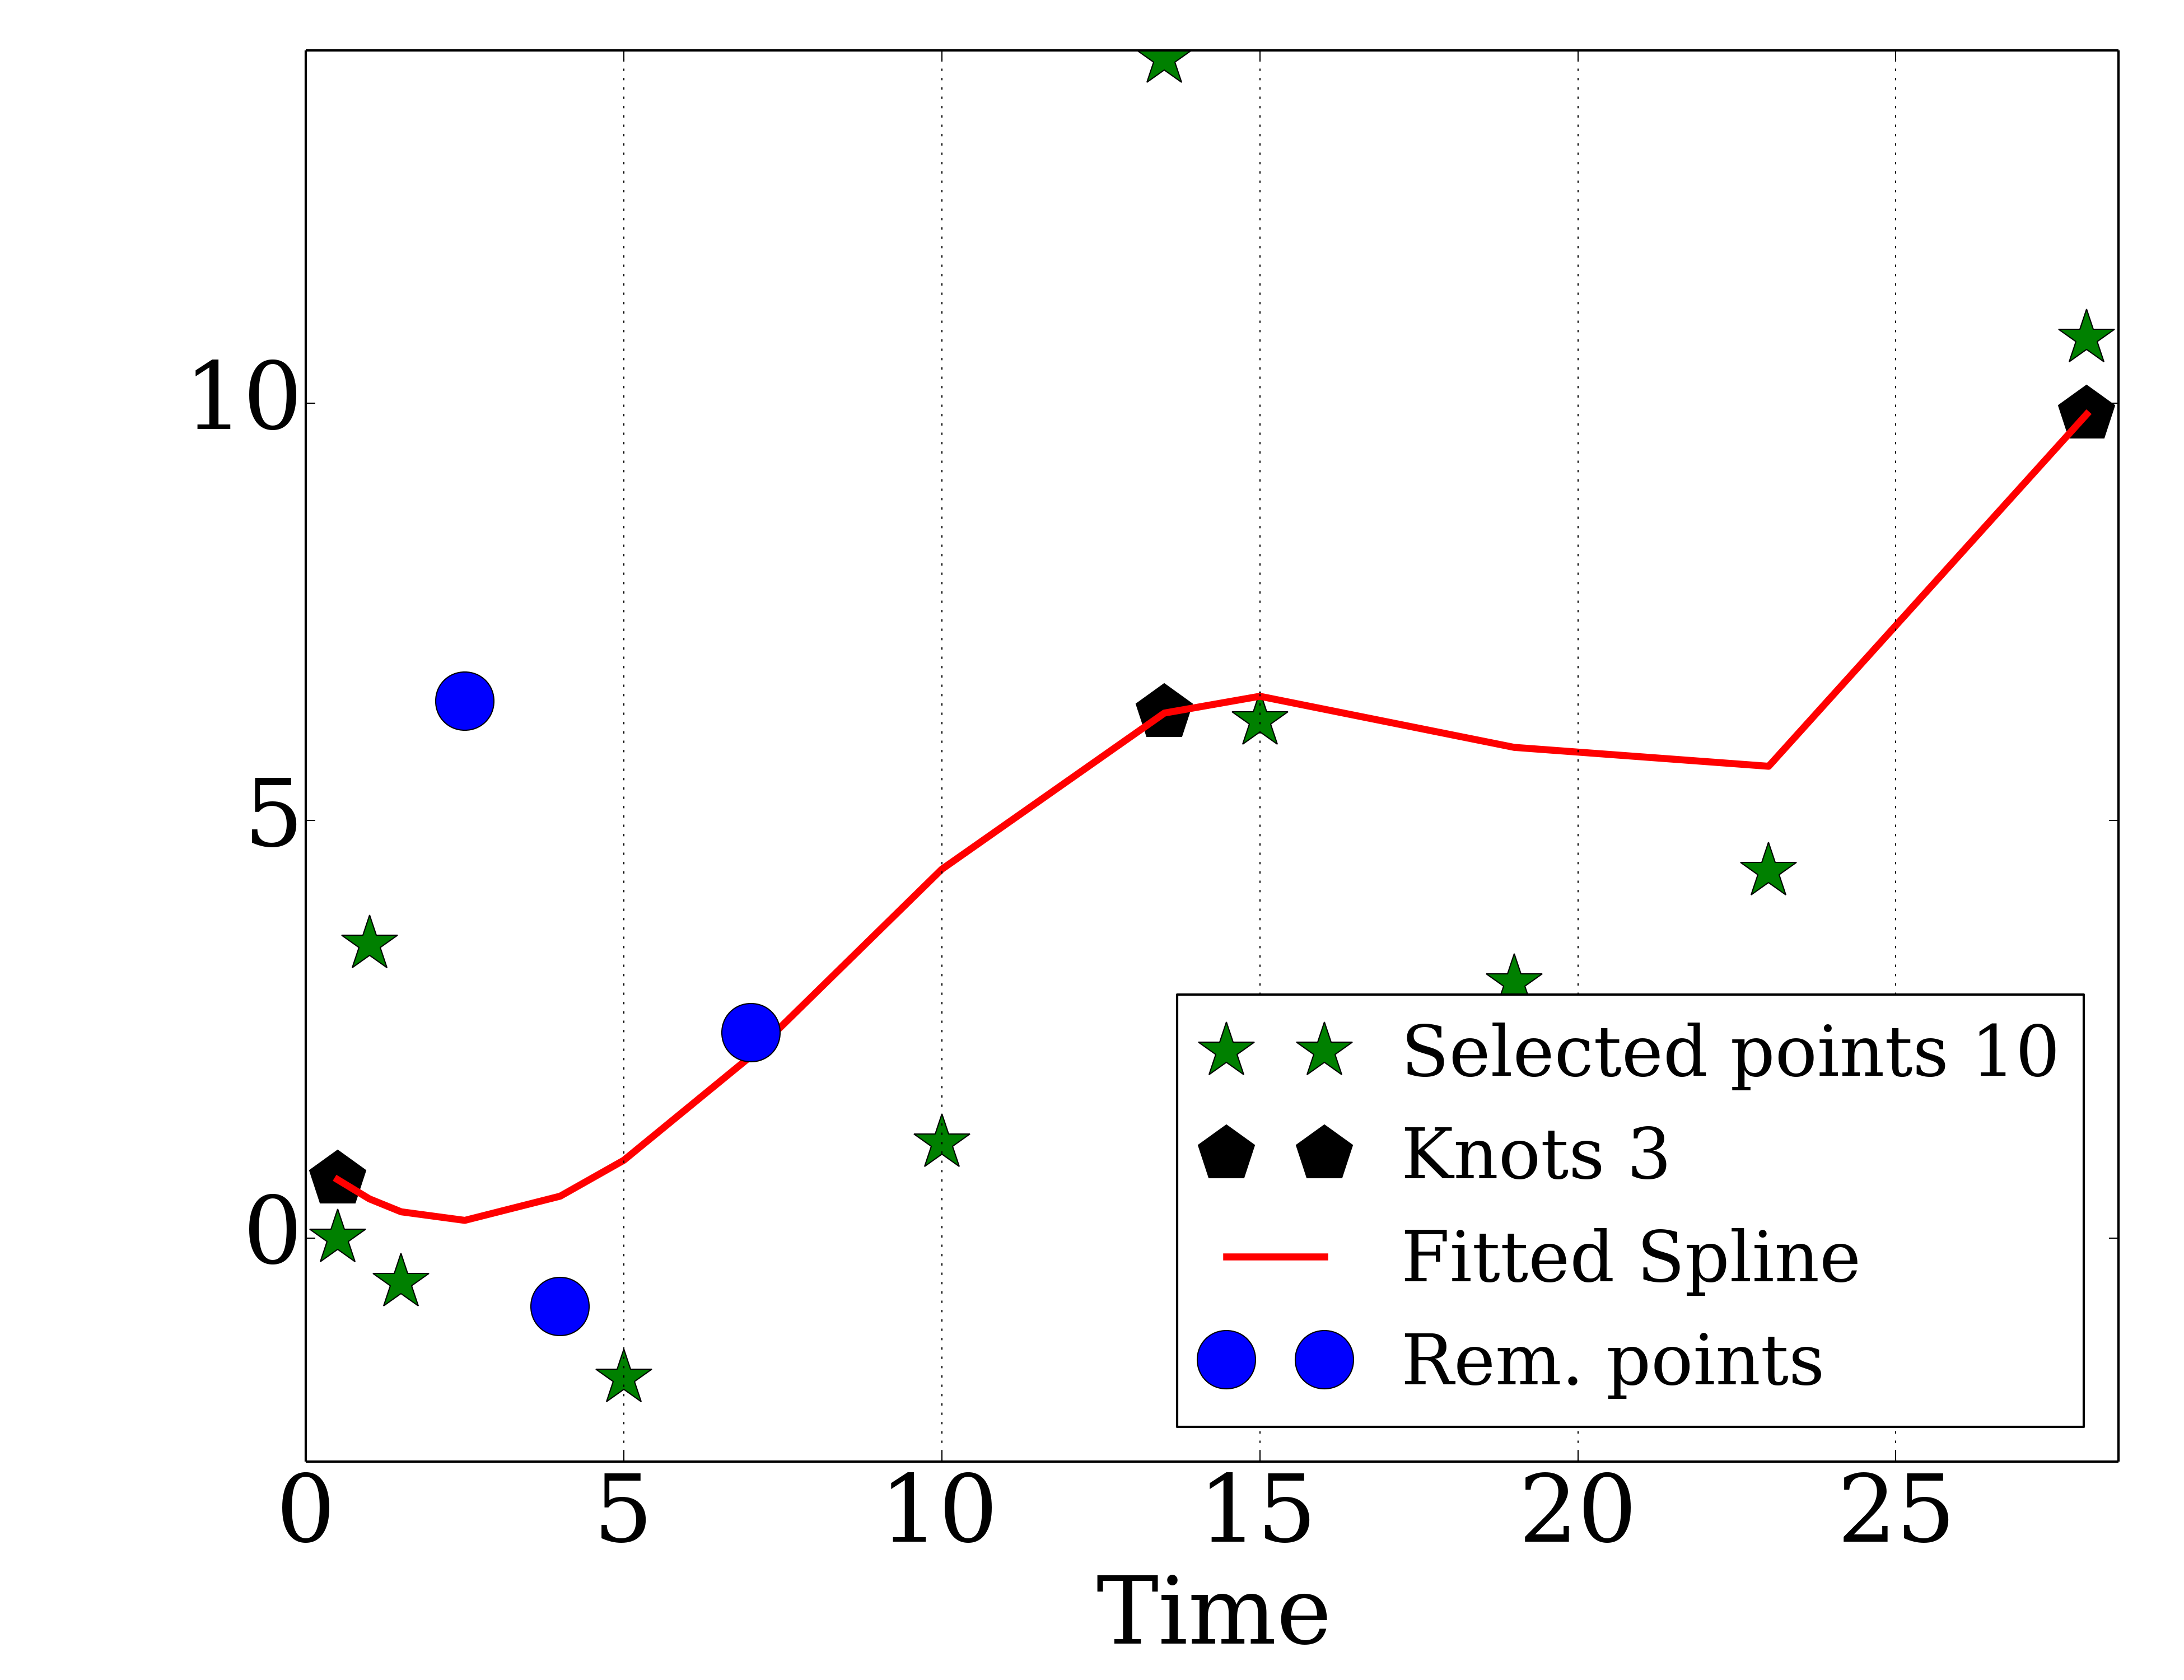 10
5
0
Selected points 10
Knots 3
Fitted Spline
Rem. points
0 5 10 15 20 25
Time